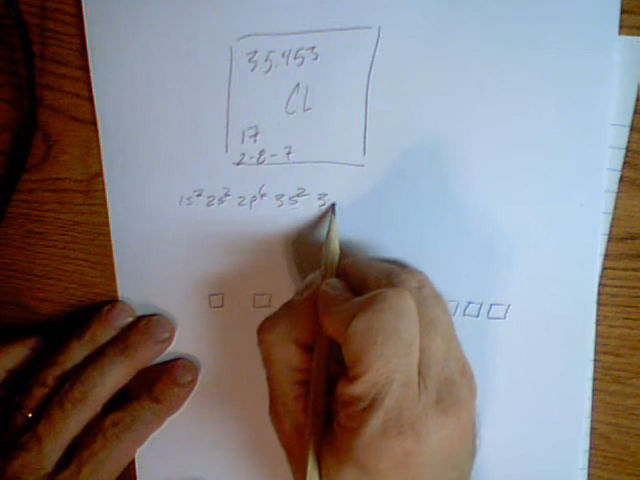 35.453
CL
17
2-8-7
1s² 2s² 2p⁶ 3s² 3